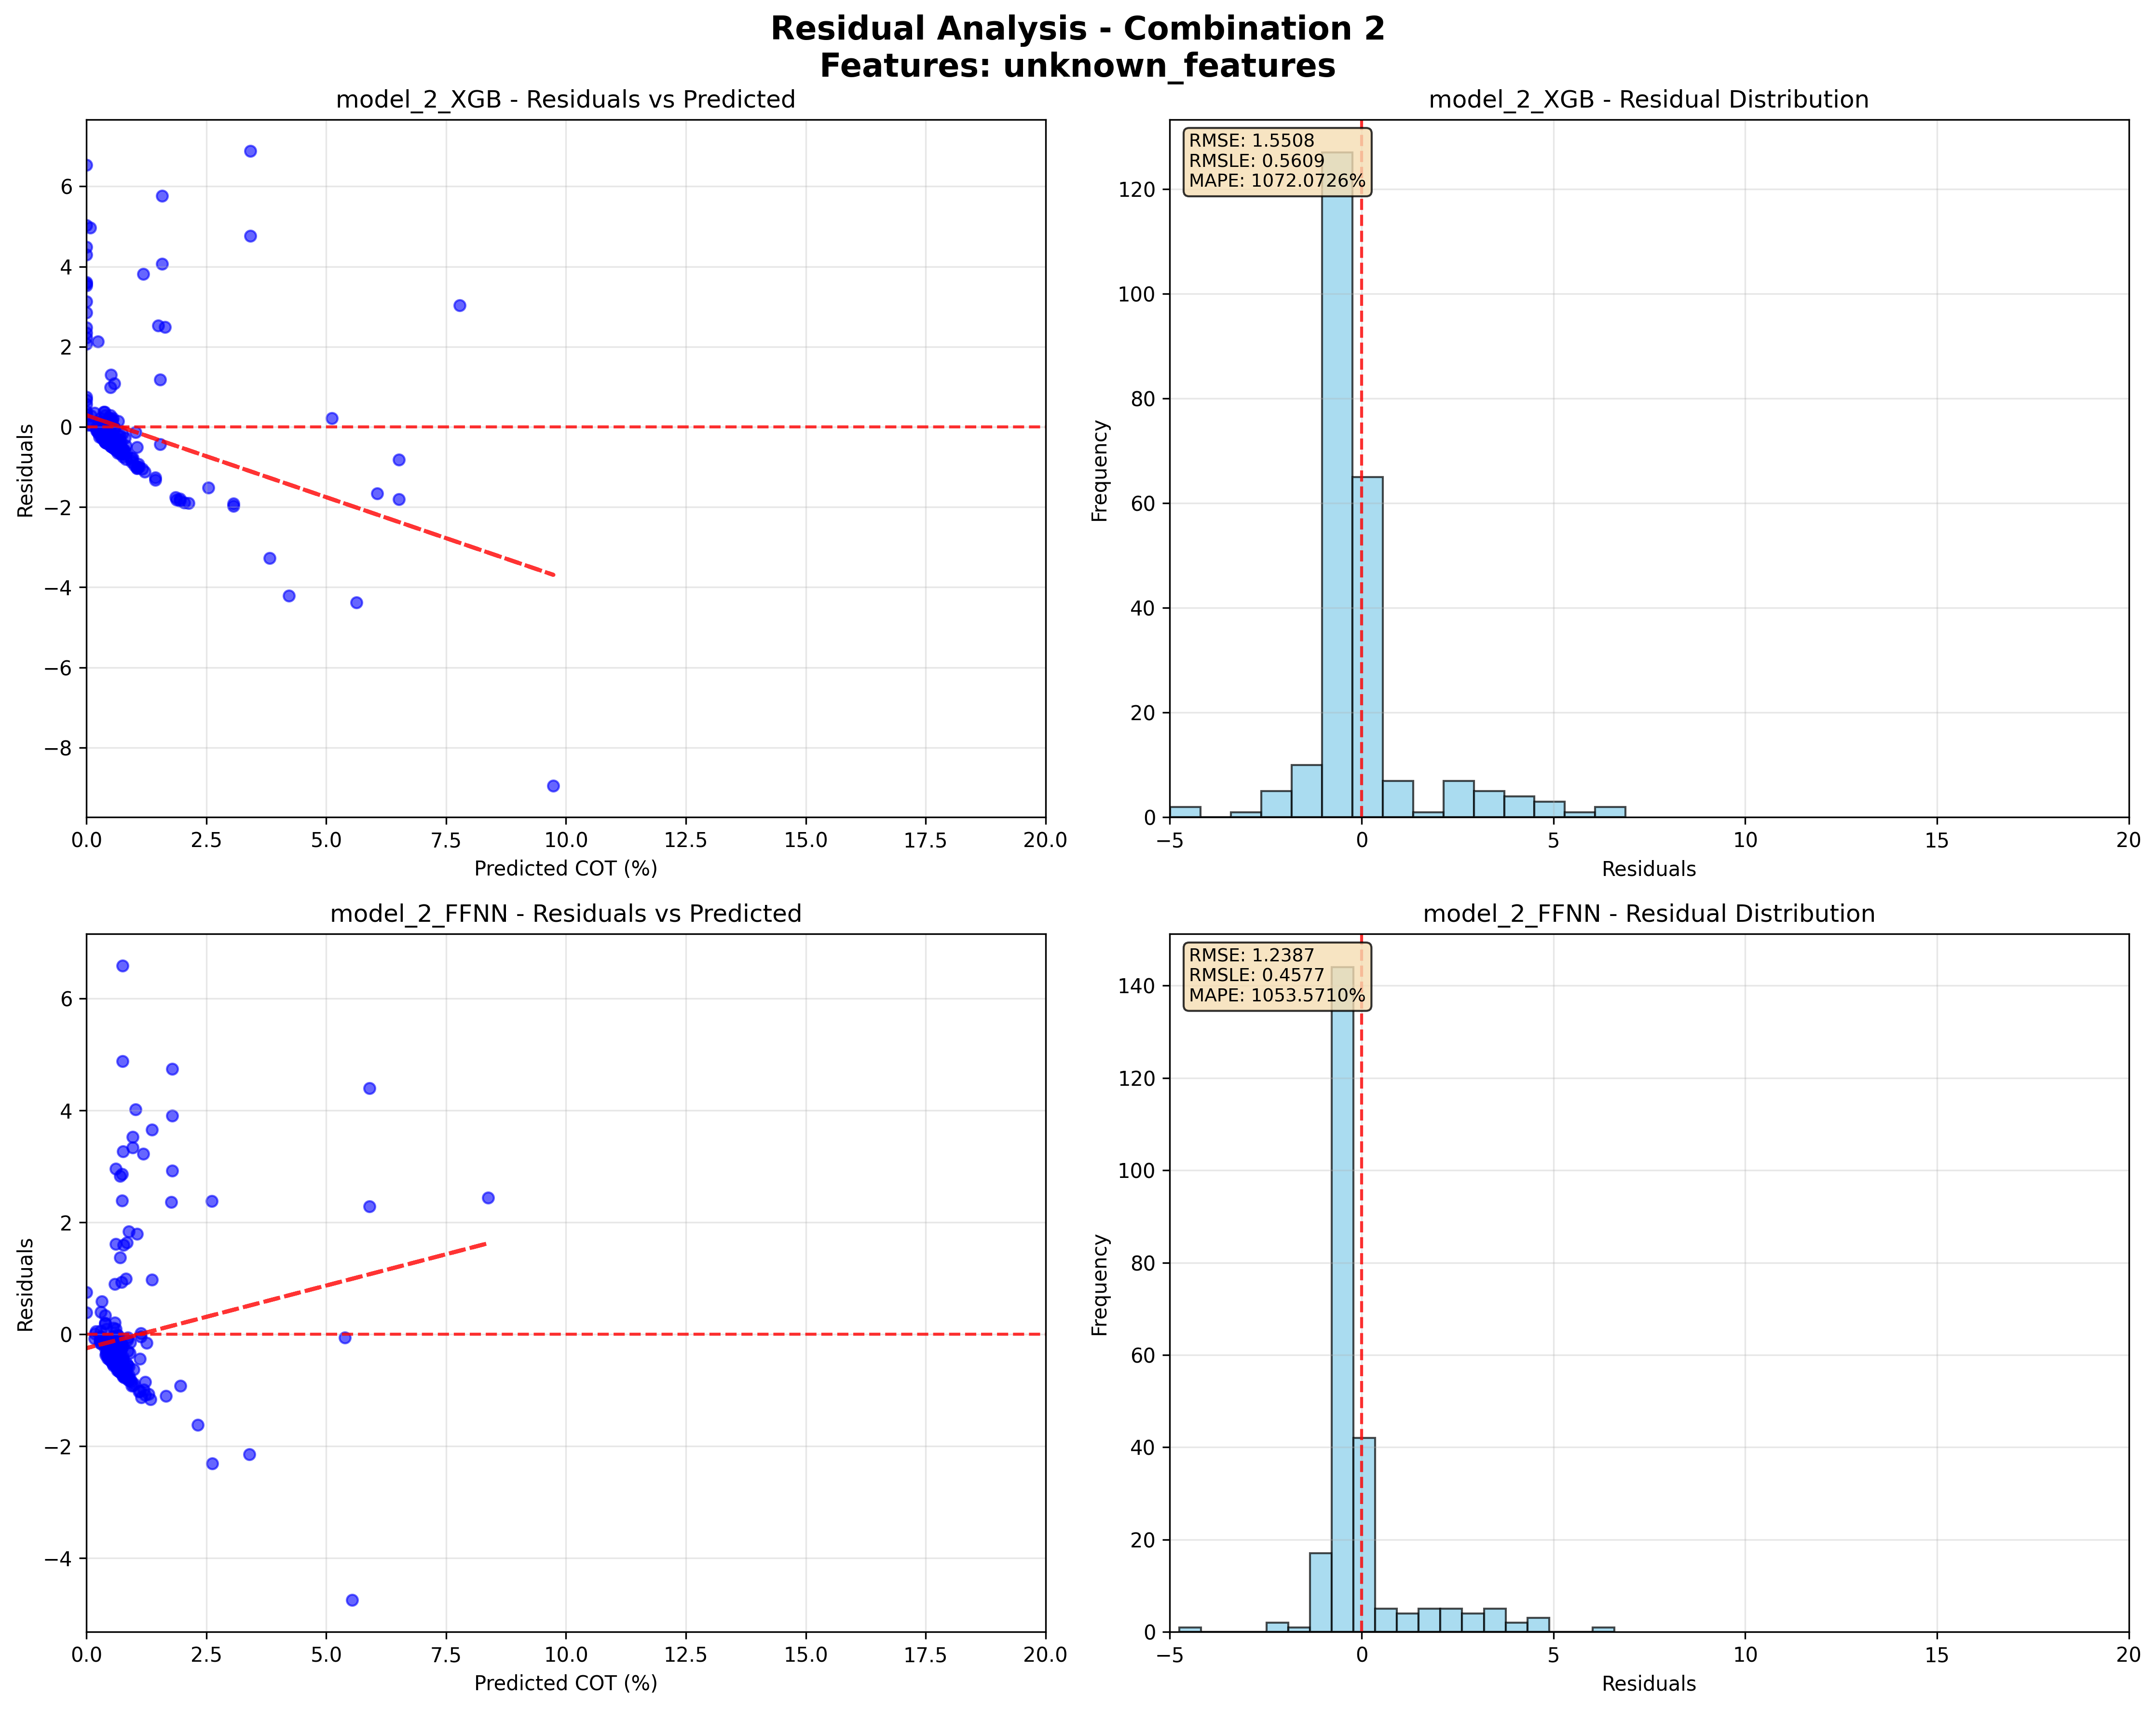 Residual Analysis - Combination 2
Features: unknown_features
model_2_XGB - Residuals vs Predicted
6
4
2
0
−2
−4
−6
−8
Residuals
0.0 2.5 5.0 7.5 10.0 12.5 15.0 17.5 20.0
Predicted COT (%)
model_2_XGB - Residual Distribution
RMSE: 1.5508
RMSLE: 0.5609
MAPE: 1072.0726%
120
100
80
60
40
20
0
Frequency
−5 0 5 10 15 20
Residuals
model_2_FFNN - Residuals vs Predicted
6
4
2
0
−2
−4
Residuals
0.0 2.5 5.0 7.5 10.0 12.5 15.0 17.5 20.0
Predicted COT (%)
model_2_FFNN - Residual Distribution
RMSE: 1.2387
RMSLE: 0.4577
MAPE: 1053.5710%
140
120
100
80
60
40
20
0
Frequency
−5 0 5 10 15 20
Residuals